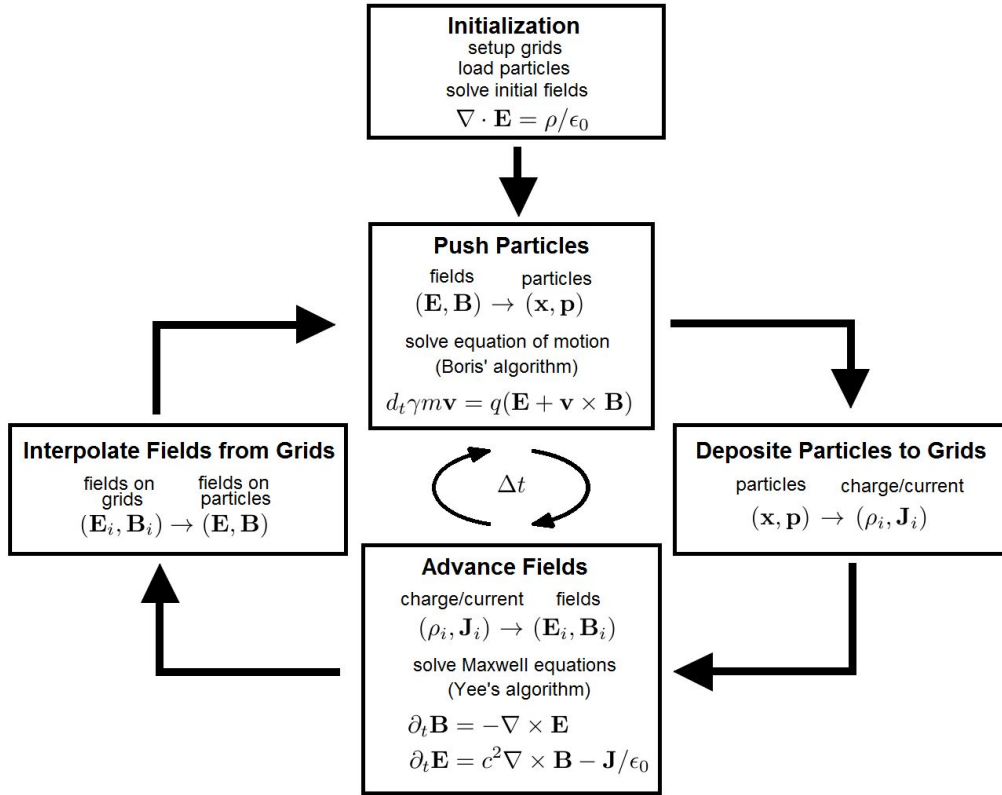 Initialization
setup grids
load particles
solve initial fields
∇ · E = ρ/ϵ₀
Push Particles
fields particles
(E, B) → (x, p)
solve equation of motion
(Boris' algorithm)
dₜγmv = q(E + v × B)
Interpolate Fields from Grids
fields on grids fields on particles
(Eᵢ, Bᵢ) → (E, B)
Δt
Deposite Particles to Grids
particles charge/current
(x, p) → (ρᵢ, Jᵢ)
Advance Fields
charge/current fields
(ρᵢ, Jᵢ) → (Eᵢ, Bᵢ)
solve Maxwell equations
(Yee's algorithm)
∂ₜB = −∇ × E
∂ₜE = c²∇ × B − J/ϵ₀